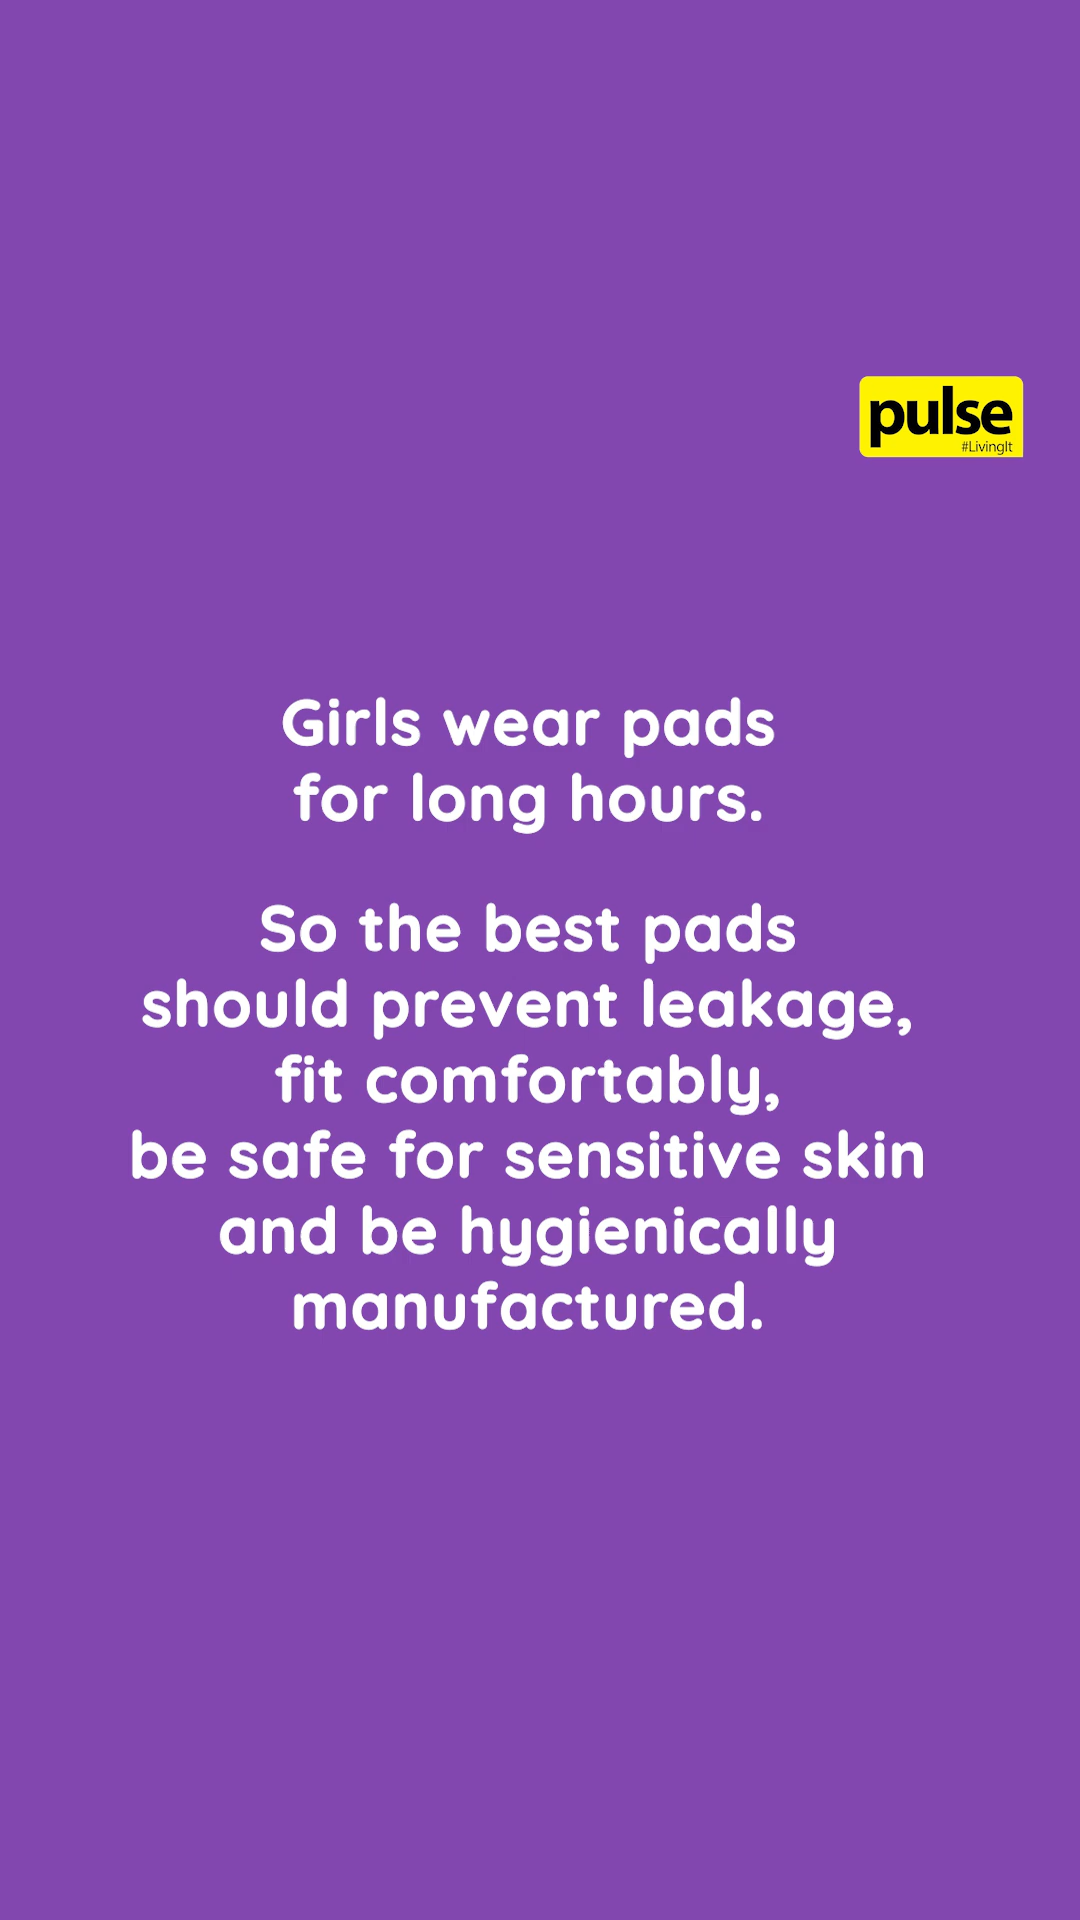 pulse
#LivingIt
Girls wear pads
for long hours.
So the best pads
should prevent leakage,
fit comfortably,
be safe for sensitive skin
and be hygienically
manufactured.